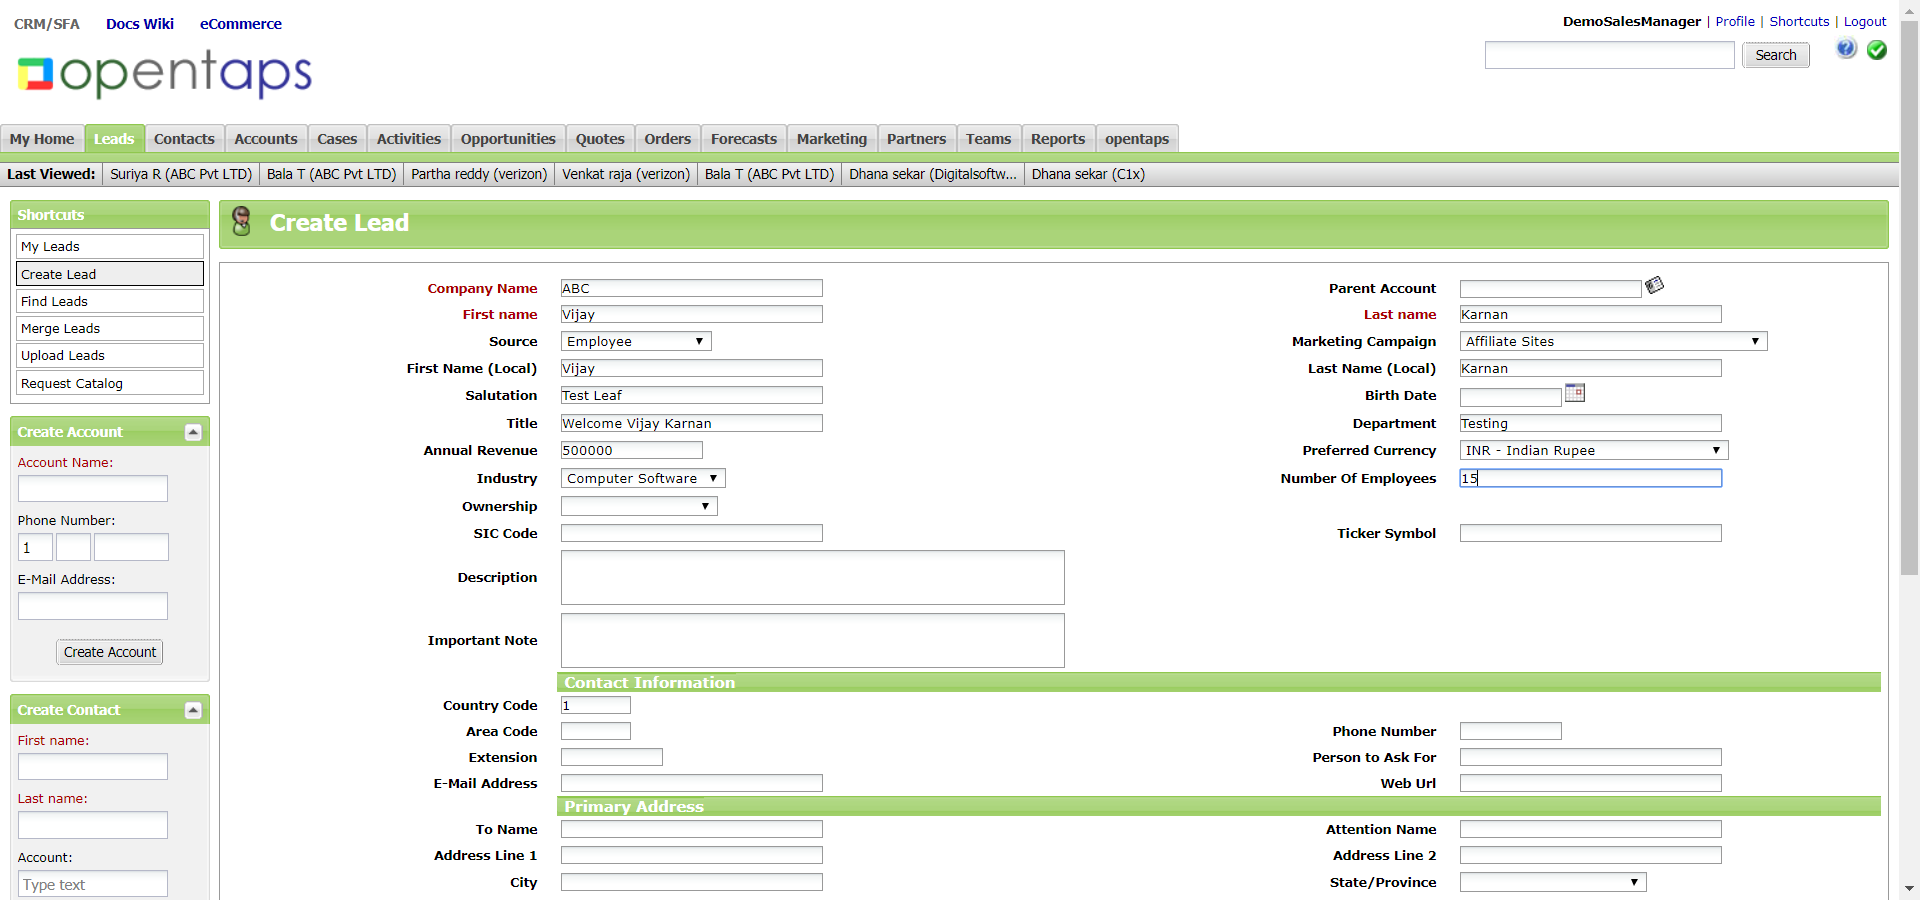 CRM/SFA Docs Wiki eCommerce
DemoSalesManager | Profile | Shortcuts | Logout
opentaps
Search
My Home Leads Contacts Accounts Cases Activities Opportunities Quotes Orders Forecasts Marketing Partners Teams Reports opentaps
Last Viewed: Suriya R (ABC Pvt LTD) Bala T (ABC Pvt LTD) Partha reddy (verizon) Venkat raja (verizon) Bala T (ABC Pvt LTD) Dhana sekar (Digitalsoftw... Dhana sekar (C1x)
Shortcuts
My Leads
Create Lead
Find Leads
Merge Leads
Upload Leads
Request Catalog
Create Account
Account Name:
Phone Number:
1
E-Mail Address:
Create Account
Create Contact
First name:
Last name:
Account:
Type text
Create Lead
Company Name ABC Parent Account
First name Vijay Last name Karnan
Source Employee Marketing Campaign Affiliate Sites
First Name (Local) Vijay Last Name (Local) Karnan
Salutation Test Leaf Birth Date
Title Welcome Vijay Karnan Department Testing
Annual Revenue 500000 Preferred Currency INR - Indian Rupee
Industry Computer Software Number Of Employees 15
Ownership
SIC Code Ticker Symbol
Description
Important Note
Contact Information
Country Code 1
Area Code Phone Number
Extension Person to Ask For
E-Mail Address Web Url
Primary Address
To Name Attention Name
Address Line 1 Address Line 2
City State/Province